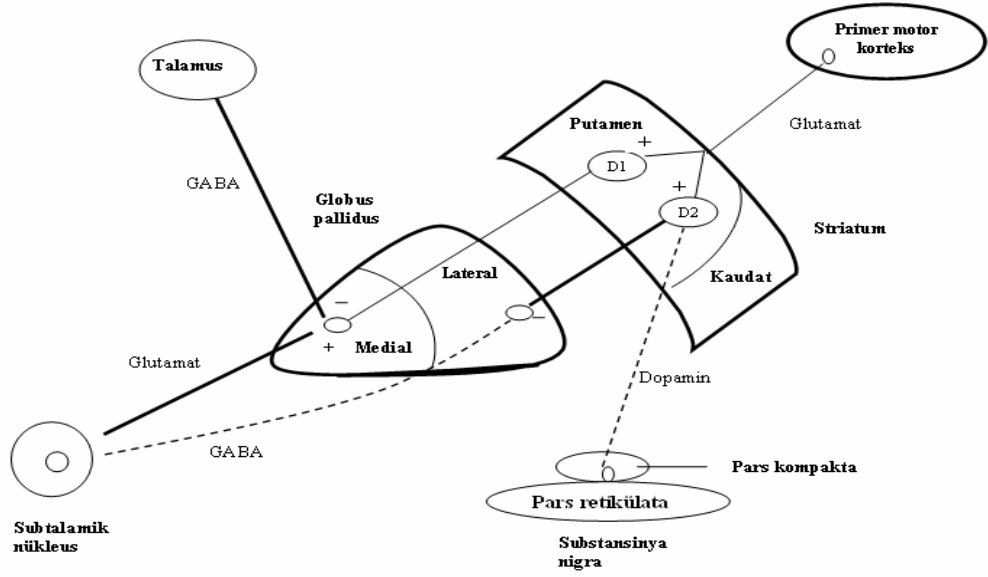 Primer motor
korteks
Talamus
Putamen
+
Glutamat
D1
GABA
+
Globus
pallidus
D2
Striatum
Lateral
Kaudat
−
−
+
Medial
Glutamat
Dopamin
GABA
Pars kompakta
Pars retikülata
Subtalamik
nükleus
Substansinya
nigra